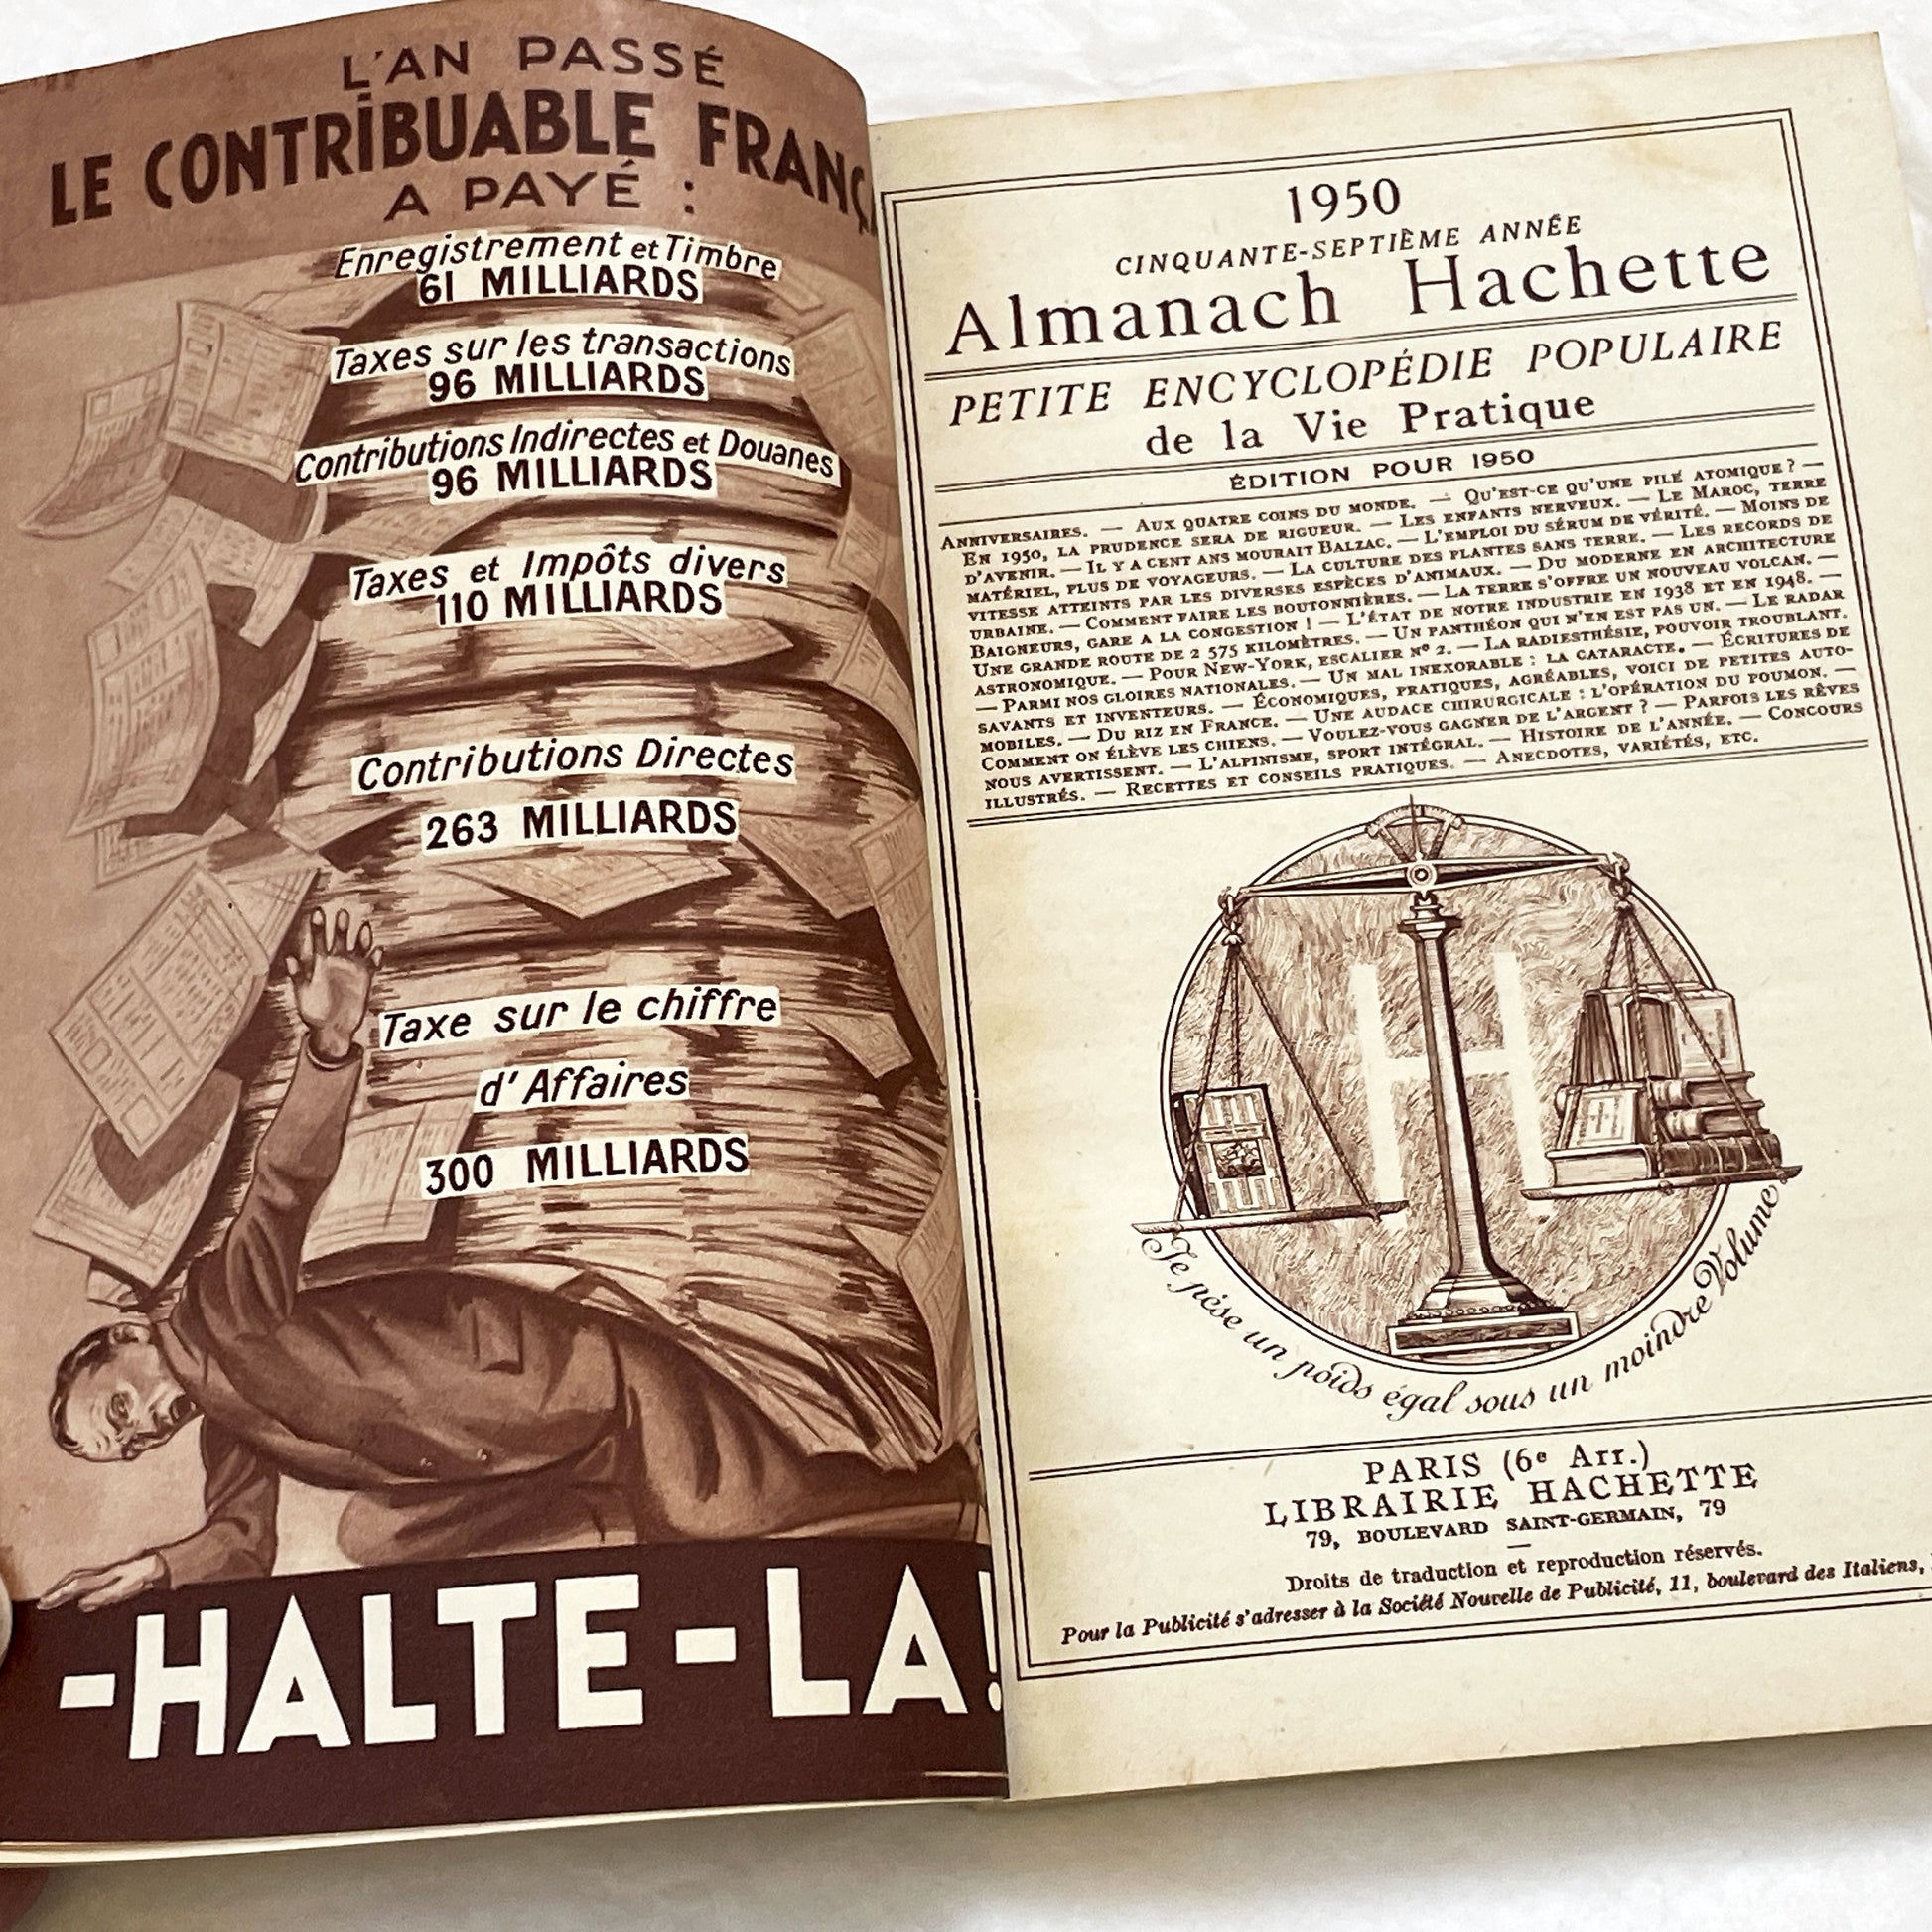 L'AN PASSÉ
LE CONTRIBUABLE FRANÇ
A PAYÉ :
Enregistrement et Timbre
61 MILLIARDS
Taxes sur les transactions
96 MILLIARDS
Contributions Indirectes et Douanes
96 MILLIARDS
Taxes et Impôts divers
110 MILLIARDS
Contributions Directes
263 MILLIARDS
Taxe sur le chiffre
d'Affaires
300 MILLIARDS
-HALTE-LA!
1950
CINQUANTE-SEPTIÈME ANNÉE
Almanach Hachette
PETITE ENCYCLOPÉDIE POPULAIRE
de la Vie Pratique
ÉDITION POUR 1950
ANNIVERSAIRES. — AUX QUATRE COINS DU MONDE. — QU'EST-CE QU'UNE PILE ATOMIQUE ? —
EN 1950, LA PRUDENCE SERA DE RIGUEUR. — LES ENFANTS NERVEUX. — LE MAROC, TERRE
D'AVENIR. — IL Y A CENT ANS MOURAIT BALZAC. — L'EMPLOI DU SÉRUM DE VÉRITÉ. — MOINS DE
MATÉRIEL, PLUS DE VOYAGEURS. — LA CULTURE DES PLANTES SANS TERRE. — LES RECORDS DE
VITESSE ATTEINTS PAR LES DIVERSES ESPÈCES D'ANIMAUX. — DU MODERNE EN ARCHITECTURE
URBAINE. — COMMENT FAIRE LES BOUTONNIÈRES. — LA TERRE S'OFFRE UN NOUVEAU VOLCAN. —
BAIGNEURS, GARE A LA CONGESTION ! — L'ÉTAT DE NOTRE INDUSTRIE EN 1938 ET EN 1948. —
UNE GRANDE ROUTE DE 2 575 KILOMÈTRES. — UN PANTHÉON QUI N'EN EST PAS UN. — LE RADAR
ASTRONOMIQUE. — POUR NEW-YORK, ESCALIER Nº 2. — LA RADIESTHÉSIE, POUVOIR TROUBLANT.
— PARMI NOS GLOIRES NATIONALES. — UN MAL INEXORABLE : LA CATARACTE. — ÉCRITURES DE
SAVANTS ET INVENTEURS. — ÉCONOMIQUES, PRATIQUES, AGRÉABLES, VOICI DE PETITES AUTO-
MOBILES. — DU RIZ EN FRANCE. — UNE AUDACE CHIRURGICALE : L'OPÉRATION DU POUMON. —
COMMENT ON ÉLÈVE LES CHIENS. — VOULEZ-VOUS GAGNER DE L'ARGENT ? — PARFOIS LES RÊVES
NOUS AVERTISSENT. — L'ALPINISME, SPORT INTÉGRAL. — HISTOIRE DE L'ANNÉE. — CONCOURS
ILLUSTRÉS. — RECETTES ET CONSEILS PRATIQUES. — ANECDOTES, VARIÉTÉS, ETC.
H
Je pèse un poids égal sous un moindre Volume
PARIS (6e Arr.)
LIBRAIRIE HACHETTE
79, BOULEVARD SAINT-GERMAIN, 79
Droits de traduction et reproduction réservés.
Pour la Publicité s'adresser à la Société Nouvelle de Publicité, 11, boulevard des Italiens,